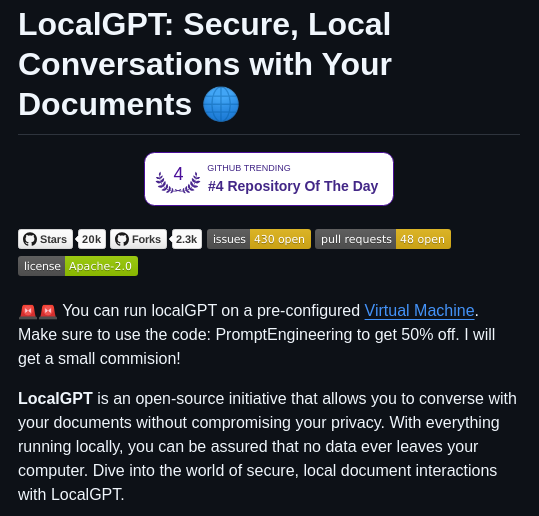 LocalGPT: Secure, Local
Conversations with Your
Documents 🌐
4
GITHUB TRENDING
#4 Repository Of The Day
Stars 20k Forks 2.3k issues 430 open pull requests 48 open
license Apache-2.0
🚨🚨 You can run localGPT on a pre-configured Virtual Machine.
Make sure to use the code: PromptEngineering to get 50% off. I will
get a small commision!
LocalGPT is an open-source initiative that allows you to converse with
your documents without compromising your privacy. With everything
running locally, you can be assured that no data ever leaves your
computer. Dive into the world of secure, local document interactions
with LocalGPT.